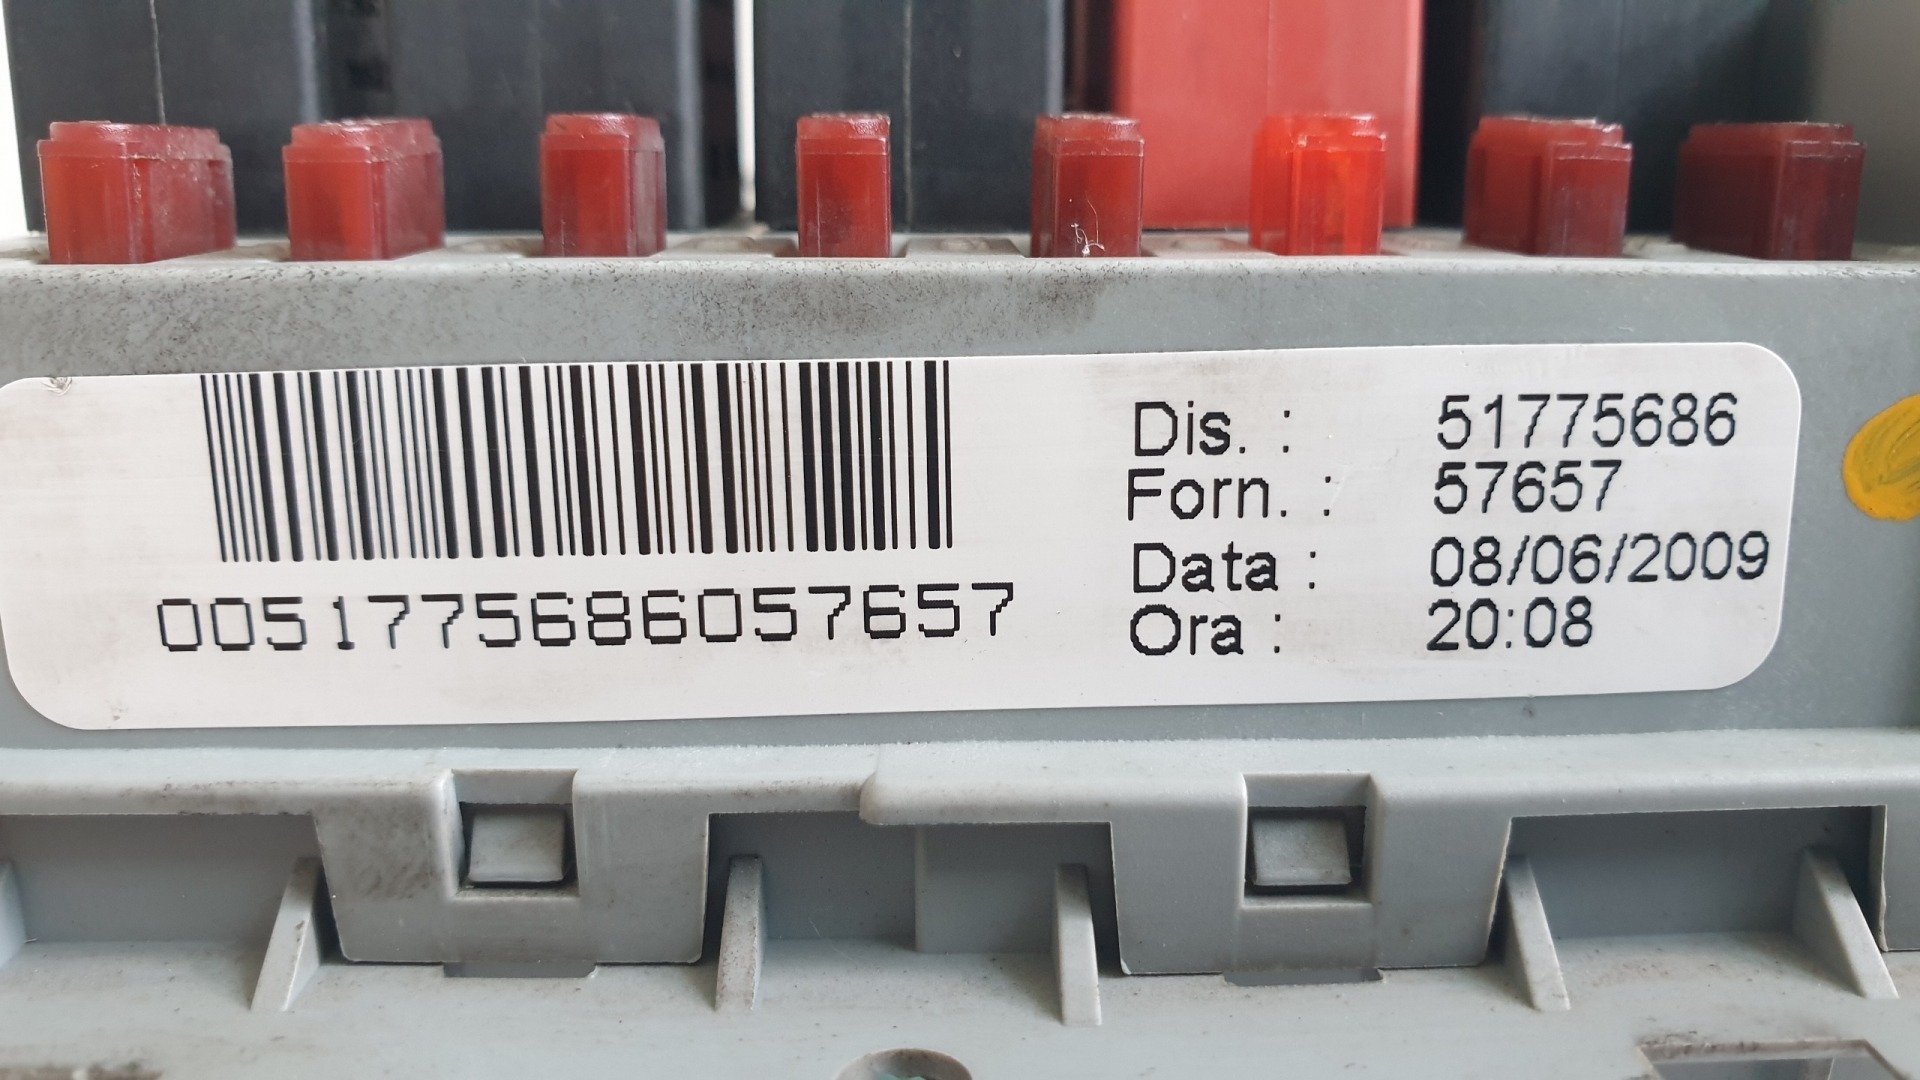 0051775686057657
Dis. : 51775686
Forn. : 57657
Data : 08/06/2009
Ora : 20:08